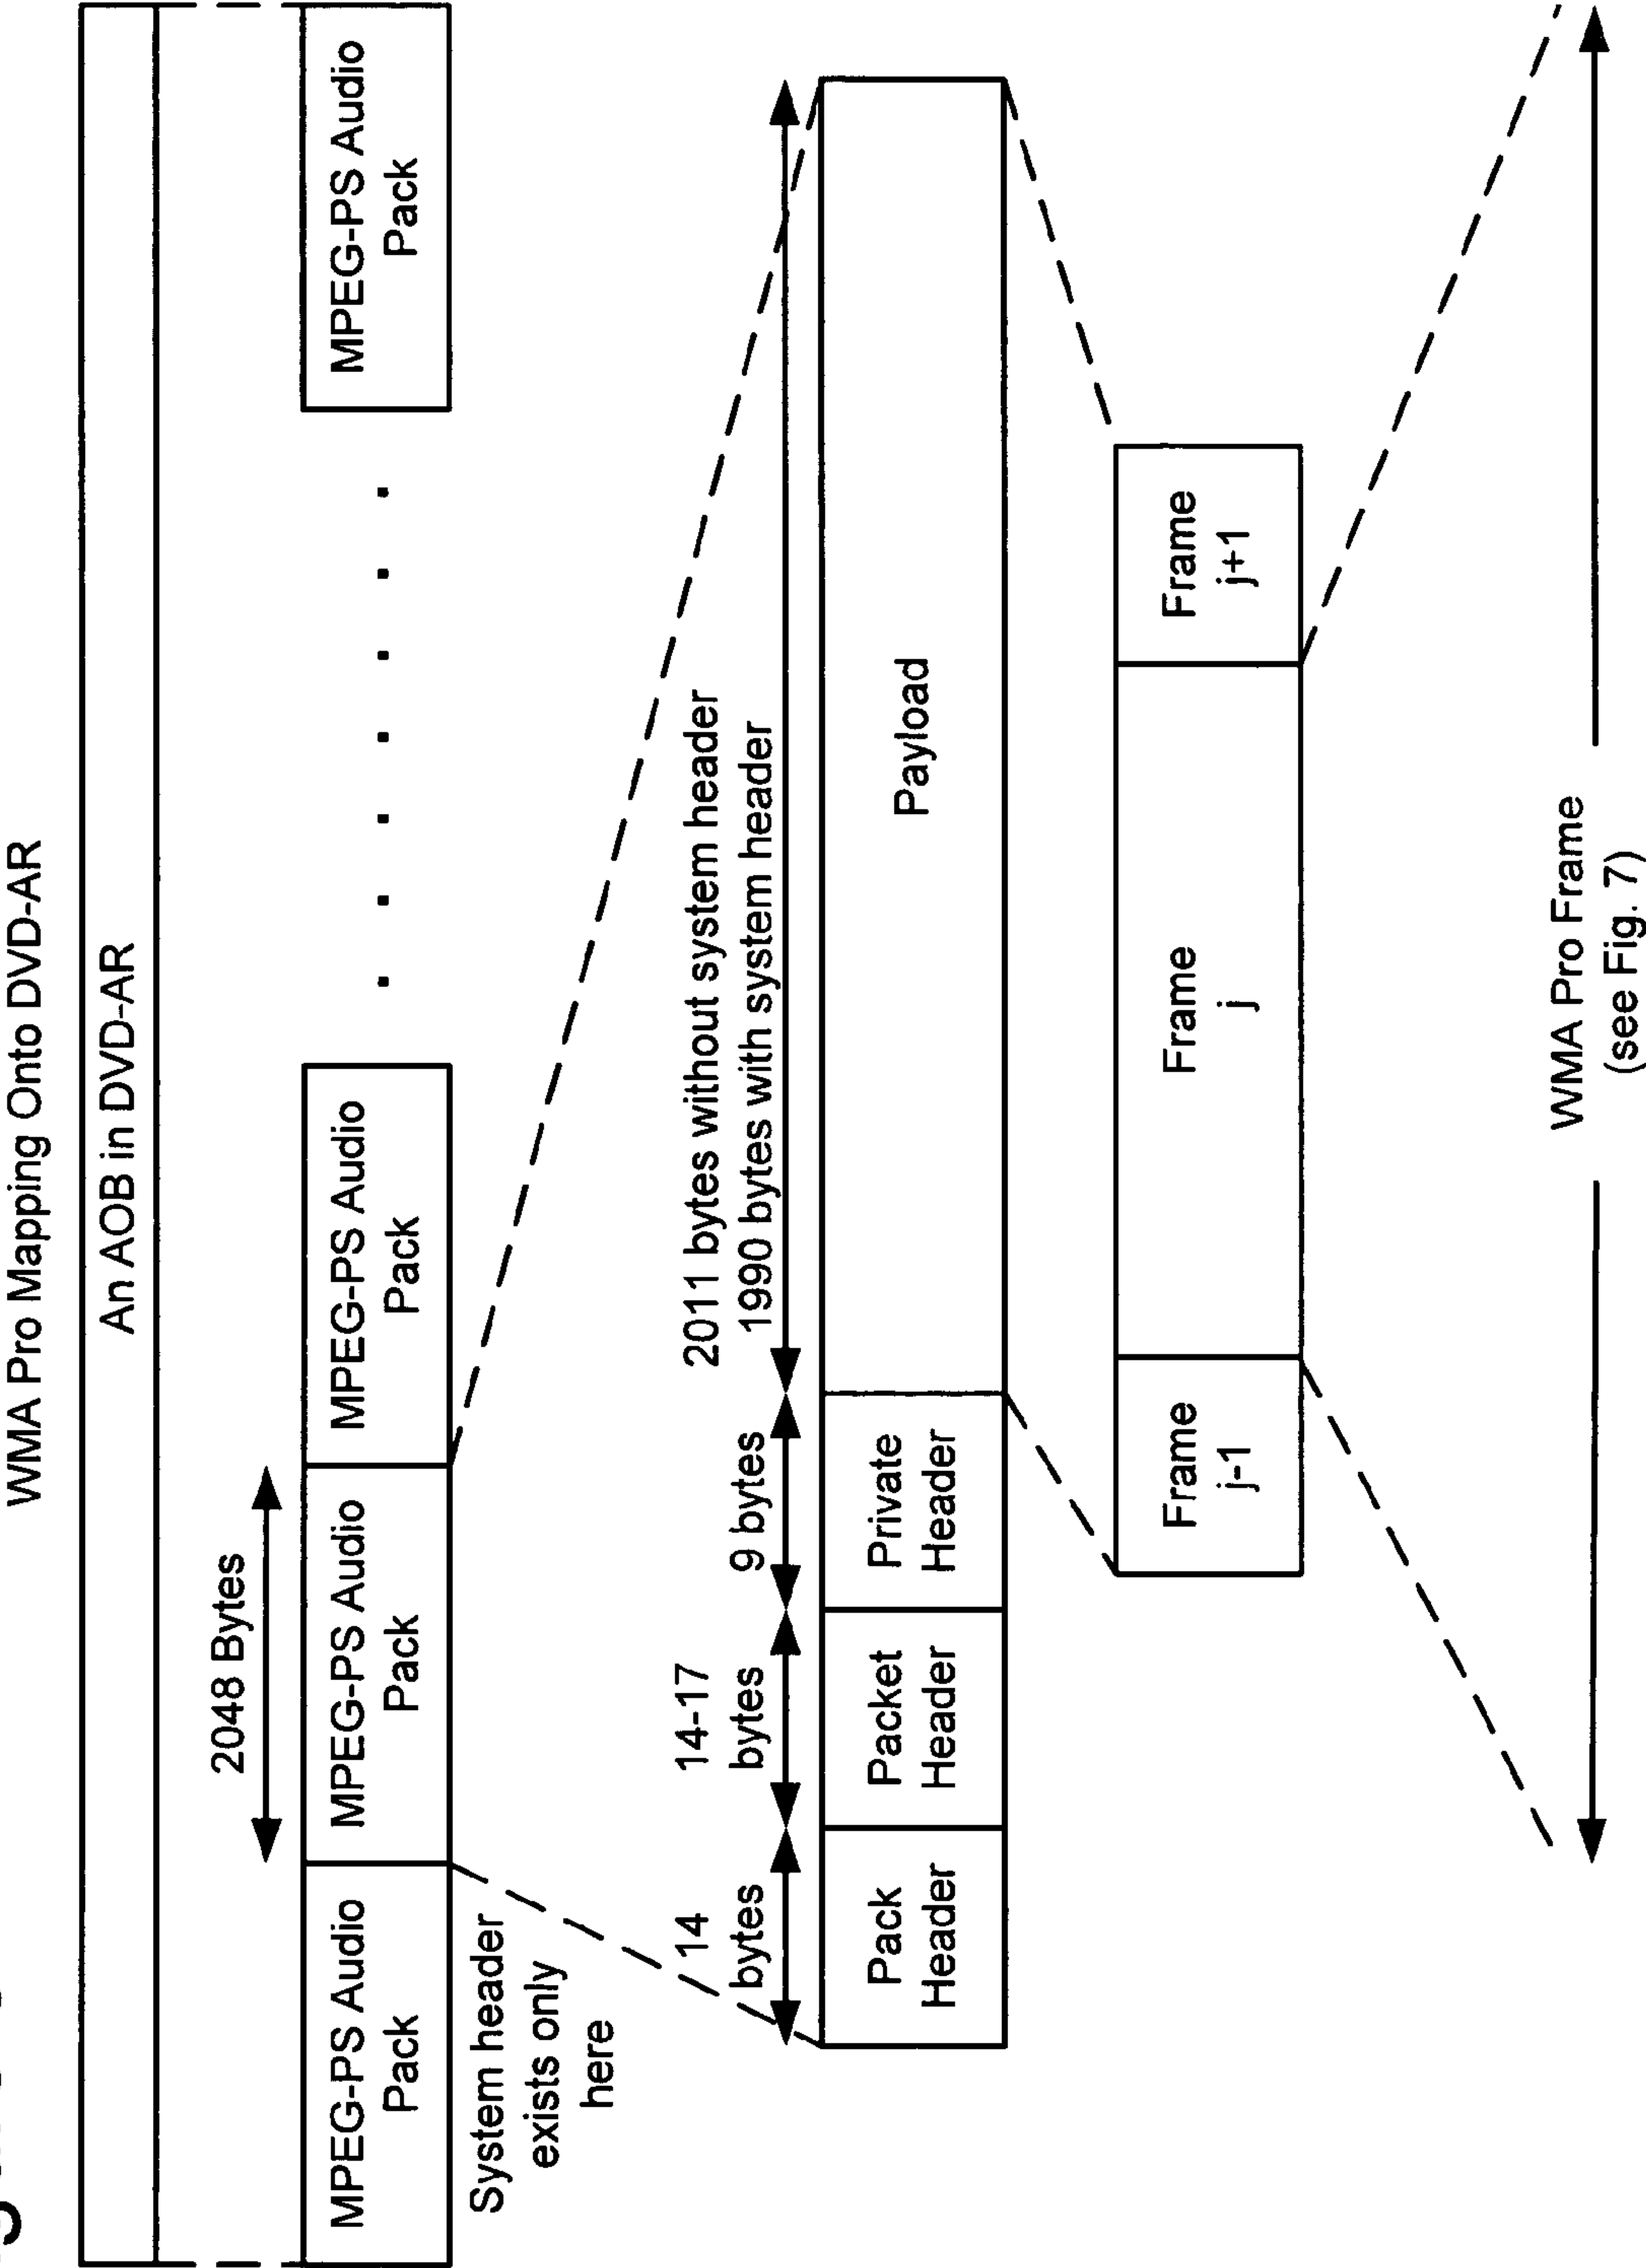 WMA Pro Mapping Onto DVD-AR
An AOB in DVD-AR
2048 Bytes
MPEG-PS Audio
Pack
MPEG-PS Audio
Pack
MPEG-PS Audio
Pack
MPEG-PS Audio
Pack
System header
exists only
here
14
bytes
14-17
bytes
9 bytes
2011 bytes without system header
1990 bytes with system header
Pack
Header
Packet
Header
Private
Header
Payload
Frame
j-1
Frame
j
Frame
j+1
WMA Pro Frame
(see Fig. 7)